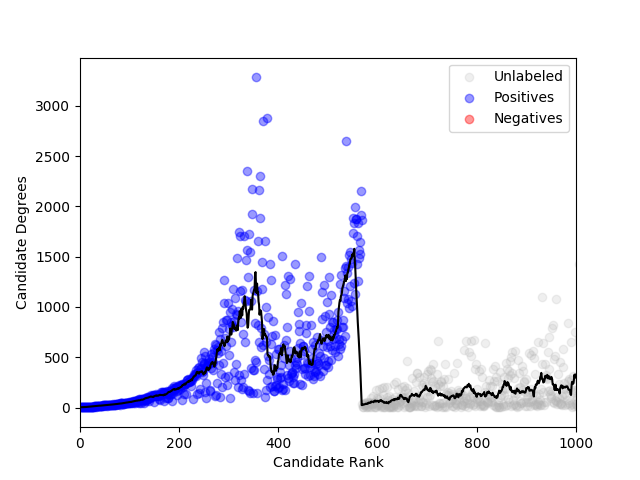 Unlabeled
Positives
Negatives
3000
2500
2000
1500
1000
500
0
Candidate Degrees
0 200 400 600 800 1000
Candidate Rank